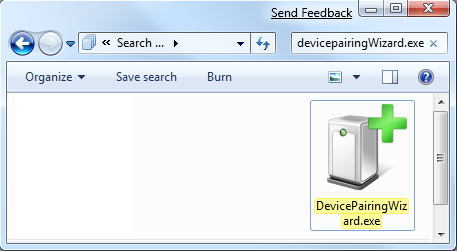 Send Feedback
Search ...
devicepairingWizard.exe
Organize
Save search
Burn
DevicePairingWiz
ard.exe